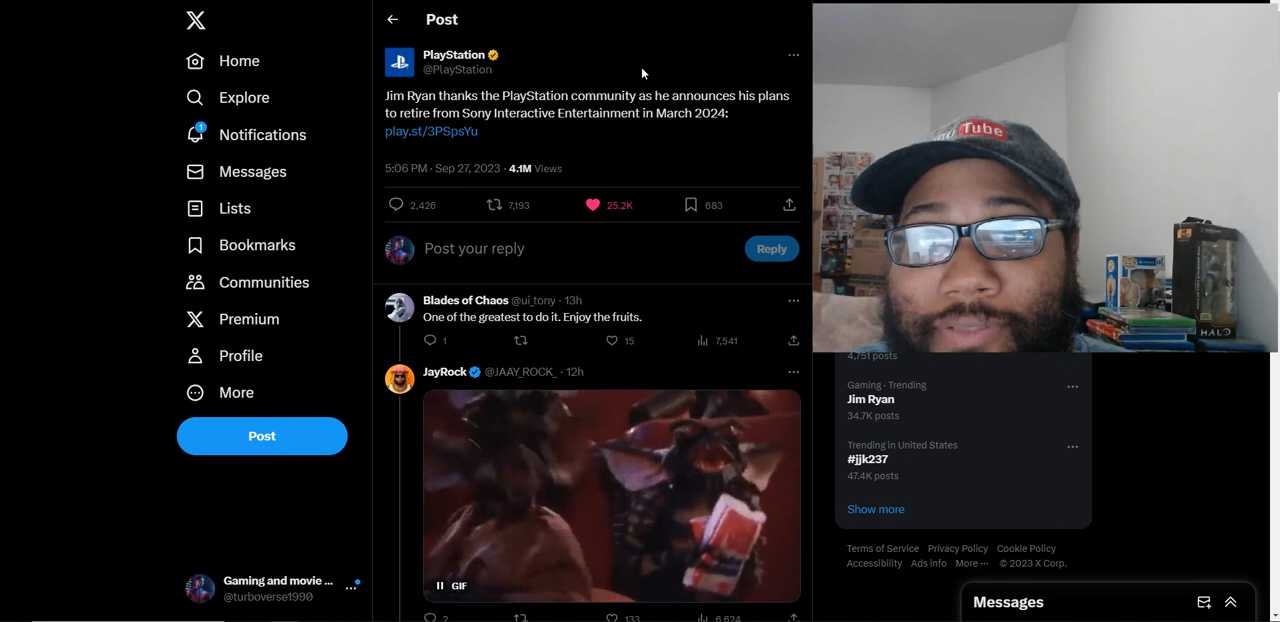 Home
Explore
1
Notifications
Messages
Lists
Bookmarks
Communities
Premium
Profile
More
Post
Gaming and movie ...
@turboverse1990
Post
PlayStation
@PlayStation
Jim Ryan thanks the PlayStation community as he announces his plans
to retire from Sony Interactive Entertainment in March 2024:
play.st/3PSpsYu
5:06 PM · Sep 27, 2023 · 4.1M Views
2,426 7,193 25.2K 683
Post your reply
Reply
Blades of Chaos @ui_tony · 13h
One of the greatest to do it. Enjoy the fruits.
1 15 7,541
JayRock @JAAY_ROCK_ · 12h
GIF
2 133 6,624
Tube
HALO
4,751 posts
Gaming · Trending
Jim Ryan
34.7K posts
Trending in United States
#jjk237
47.4K posts
Show more
Terms of Service Privacy Policy Cookie Policy
Accessibility Ads info More ··· © 2023 X Corp.
Messages